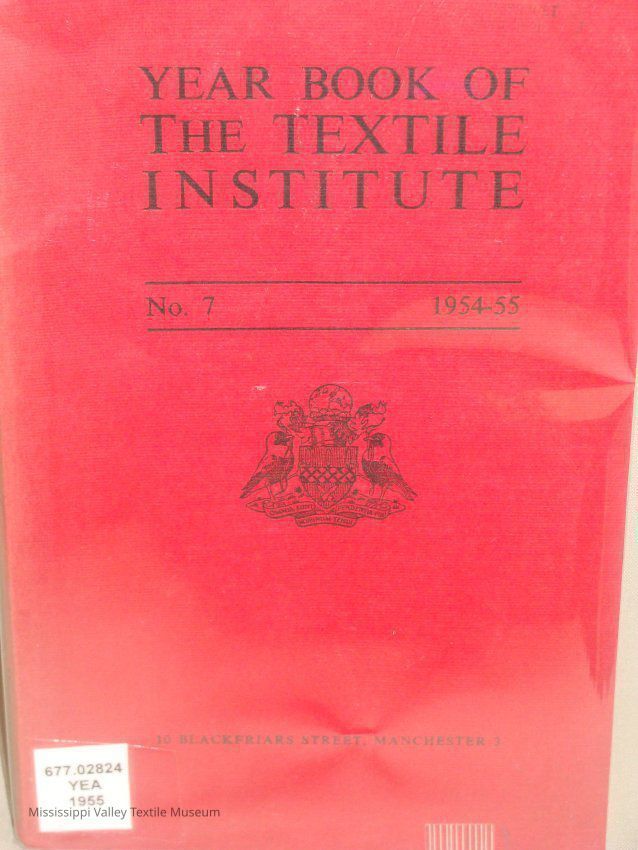 YEAR BOOK OF
THE TEXTILE
INSTITUTE
No. 7 1954-55
10 BLACKFRIARS STREET, MANCHESTER 3
677.02824
YEA
1955
Mississippi Valley Textile Museum